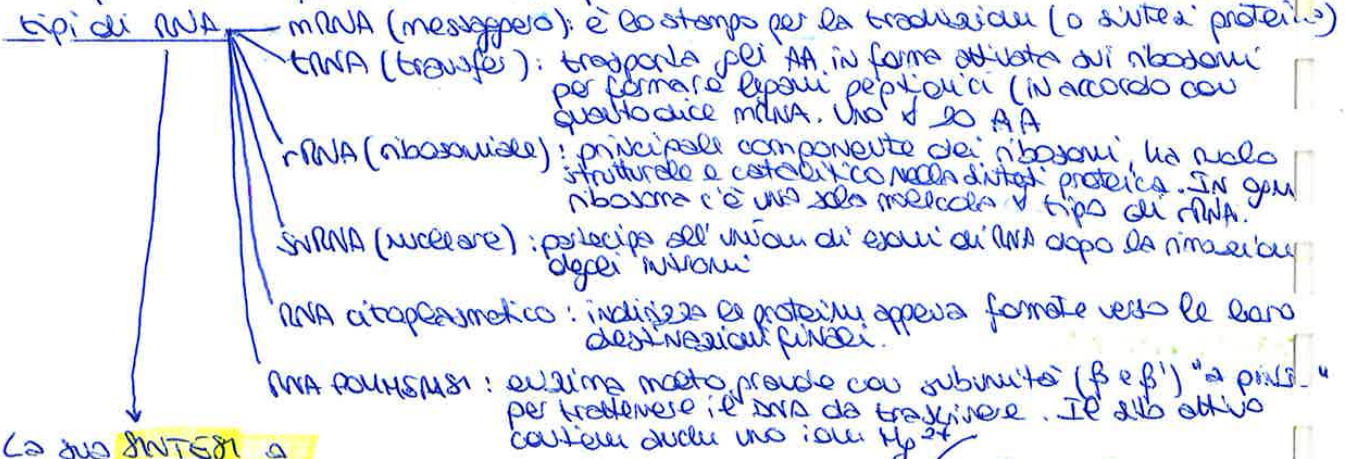 tipi di RNA
mRNA (messaggero): è lo stampo per la traduzione (o sintesi proteica)
tRNA (transfer): trasporta gli AA in forma attivata sui ribosomi
per formare legami peptidici (in accordo con
quanto dice mRNA. Uno ∀ 20 AA
rRNA (ribosomiale): principale componente dei ribosomi, ha ruolo
strutturale e catalitico nella sintesi proteica. IN ogni
ribosoma c'è una sola molecola ∀ tipo di rRNA.
snRNA (nucleare): partecipa all'unione di esoni di RNA dopo la rimozione
degli introni
RNA citoplasmatico: indirizza le proteine appena formate verso le loro
destinazioni finali.
RNA POLIMERASI: enzima molto grande con subunità (β e β') "a pinza"
per trattenere il DNA da trascrivere. Il sito attivo
contiene anche uno ione Mg2+
La sua SINTESI a